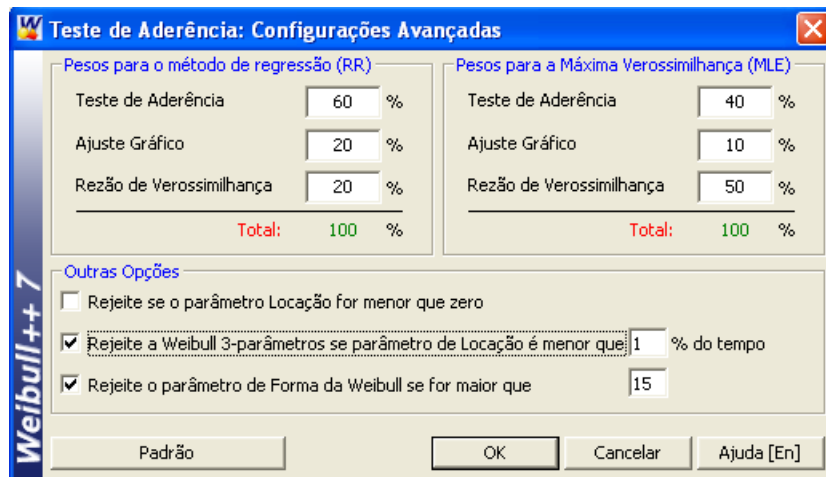 Teste de Aderência: Configurações Avançadas
Pesos para o método de regressão (RR)
Teste de Aderência 60 %
Ajuste Gráfico 20 %
Rezão de Verossimilhança 20 %
Total: 100 %
Pesos para a Máxima Verossimilhança (MLE)
Teste de Aderência 40 %
Ajuste Gráfico 10 %
Rezão de Verossimilhança 50 %
Total: 100 %
Outras Opções
Rejeite se o parâmetro Locação for menor que zero
Rejeite a Weibull 3-parâmetros se parâmetro de Locação é menor que 1 % do tempo
Rejeite o parâmetro de Forma da Weibull se for maior que 15
Padrão OK Cancelar Ajuda [En]
Weibull++ 7